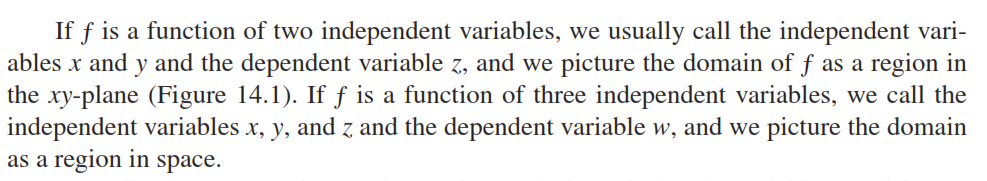 If f is a function of two independent variables, we usually call the independent vari-
ables x and y and the dependent variable z, and we picture the domain of f as a region in
the xy-plane (Figure 14.1). If f is a function of three independent variables, we call the
independent variables x, y, and z and the dependent variable w, and we picture the domain
as a region in space.